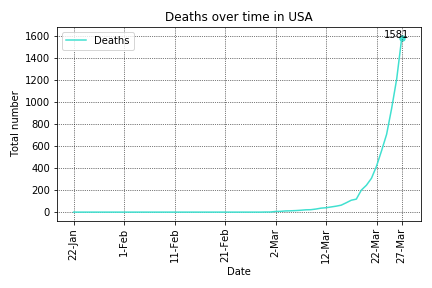 Deaths over time in USA
Deaths
1581
Total number
1600
1400
1200
1000
800
600
400
200
0
22-Jan
1-Feb
11-Feb
21-Feb
2-Mar
12-Mar
22-Mar
27-Mar
Date